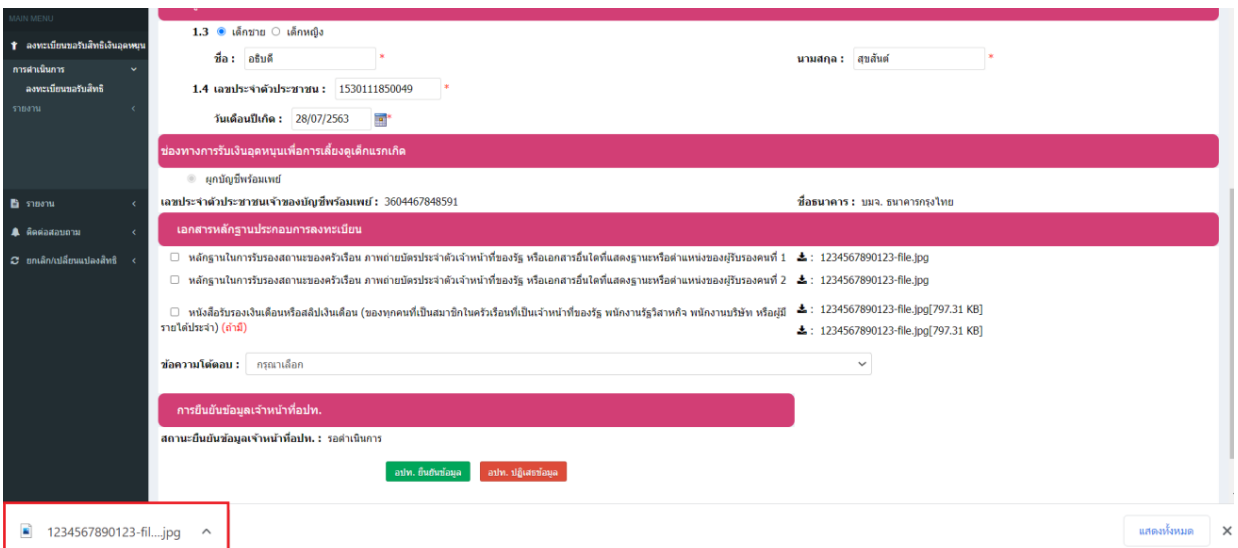 MAIN MENU
ลงทะเบียนขอรับสิทธิเงินอุดหนุน
การดำเนินการ
ลงทะเบียนขอรับสิทธิ
รายงาน
รายงาน
ติดต่อสอบถาม
ยกเลิก/เปลี่ยนแปลงสิทธิ์
1.3 เด็กชาย เด็กหญิง
ชื่อ : อธิบดี * นามสกุล : สุขสันต์ *
1.4 เลขประจำตัวประชาชน : 1530111850049 *
วันเดือนปีเกิด : 28/07/2563 *
ช่องทางการรับเงินอุดหนุนเพื่อการเลี้ยงดูเด็กแรกเกิด
ผูกบัญชีพร้อมเพย์
เลขประจำตัวประชาชนเจ้าของบัญชีพร้อมเพย์ : 3604467848591 ชื่อธนาคาร : บมจ. ธนาคารกรุงไทย
เอกสารหลักฐานประกอบการลงทะเบียน
หลักฐานในการรับรองสถานะของครัวเรือน ภาพถ่ายบัตรประจำตัวเจ้าหน้าที่ของรัฐ หรือเอกสารอื่นใดที่แสดงฐานะหรือตำแหน่งของผู้รับรองคนที่ 1 : 1234567890123-file.jpg
หลักฐานในการรับรองสถานะของครัวเรือน ภาพถ่ายบัตรประจำตัวเจ้าหน้าที่ของรัฐ หรือเอกสารอื่นใดที่แสดงฐานะหรือตำแหน่งของผู้รับรองคนที่ 2 : 1234567890123-file.jpg
หนังสือรับรองเงินเดือนหรือสลิปเงินเดือน (ของทุกคนที่เป็นสมาชิกในครัวเรือนที่เป็นเจ้าหน้าที่ของรัฐ พนักงานรัฐวิสาหกิจ พนักงานบริษัท หรือผู้มี : 1234567890123-file.jpg[797.31 KB]
รายได้ประจำ) (ถ้ามี) : 1234567890123-file.jpg[797.31 KB]
ข้อความโต้ตอบ : กรุณาเลือก
การยืนยันข้อมูลเจ้าหน้าที่อปท.
สถานะยืนยันข้อมูลเจ้าหน้าที่อปท. : รอดำเนินการ
อปท. ยืนยันข้อมูล อปท. ปฏิเสธข้อมูล
1234567890123-fil....jpg แสดงทั้งหมด